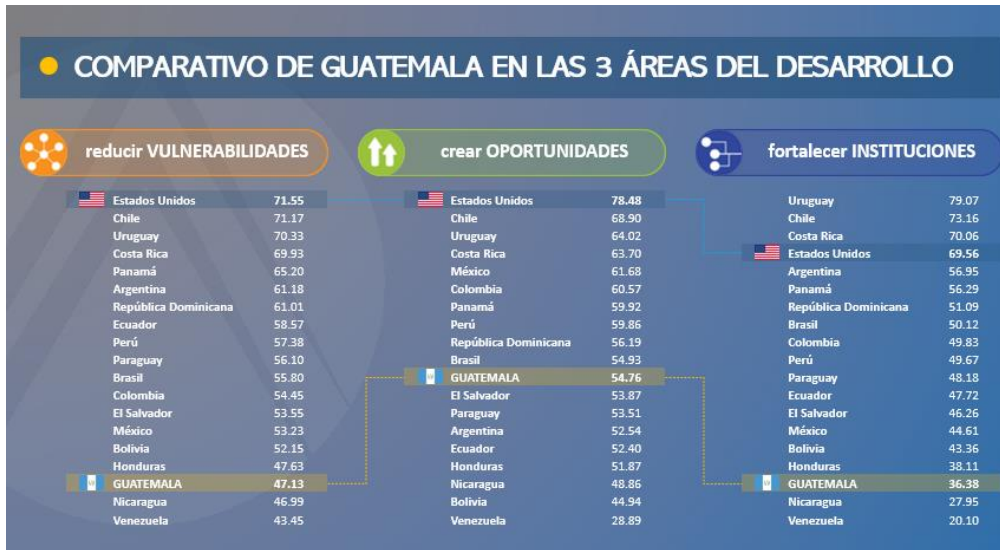 COMPARATIVO DE GUATEMALA EN LAS 3 ÁREAS DEL DESARROLLO
reducir VULNERABILIDADES
Estados Unidos 71.55
Chile 71.17
Uruguay 70.33
Costa Rica 69.93
Panamá 65.20
Argentina 61.18
República Dominicana 61.01
Ecuador 58.57
Perú 57.38
Paraguay 56.10
Brasil 55.80
Colombia 54.45
El Salvador 53.55
México 53.23
Bolivia 52.15
Honduras 47.63
GUATEMALA 47.13
Nicaragua 46.99
Venezuela 43.45
crear OPORTUNIDADES
Estados Unidos 78.48
Chile 68.90
Uruguay 64.02
Costa Rica 63.70
México 61.68
Colombia 60.57
Panamá 59.92
Perú 59.86
República Dominicana 56.19
Brasil 54.93
GUATEMALA 54.76
El Salvador 53.87
Paraguay 53.51
Argentina 52.54
Ecuador 52.40
Honduras 51.87
Nicaragua 48.86
Bolivia 44.94
Venezuela 28.89
fortalecer INSTITUCIONES
Uruguay 79.07
Chile 73.16
Costa Rica 70.06
Estados Unidos 69.56
Argentina 56.95
Panamá 56.29
República Dominicana 51.09
Brasil 50.12
Colombia 49.83
Perú 49.67
Paraguay 48.18
Ecuador 47.72
El Salvador 46.26
México 44.61
Bolivia 43.36
Honduras 38.11
GUATEMALA 36.38
Nicaragua 27.95
Venezuela 20.10